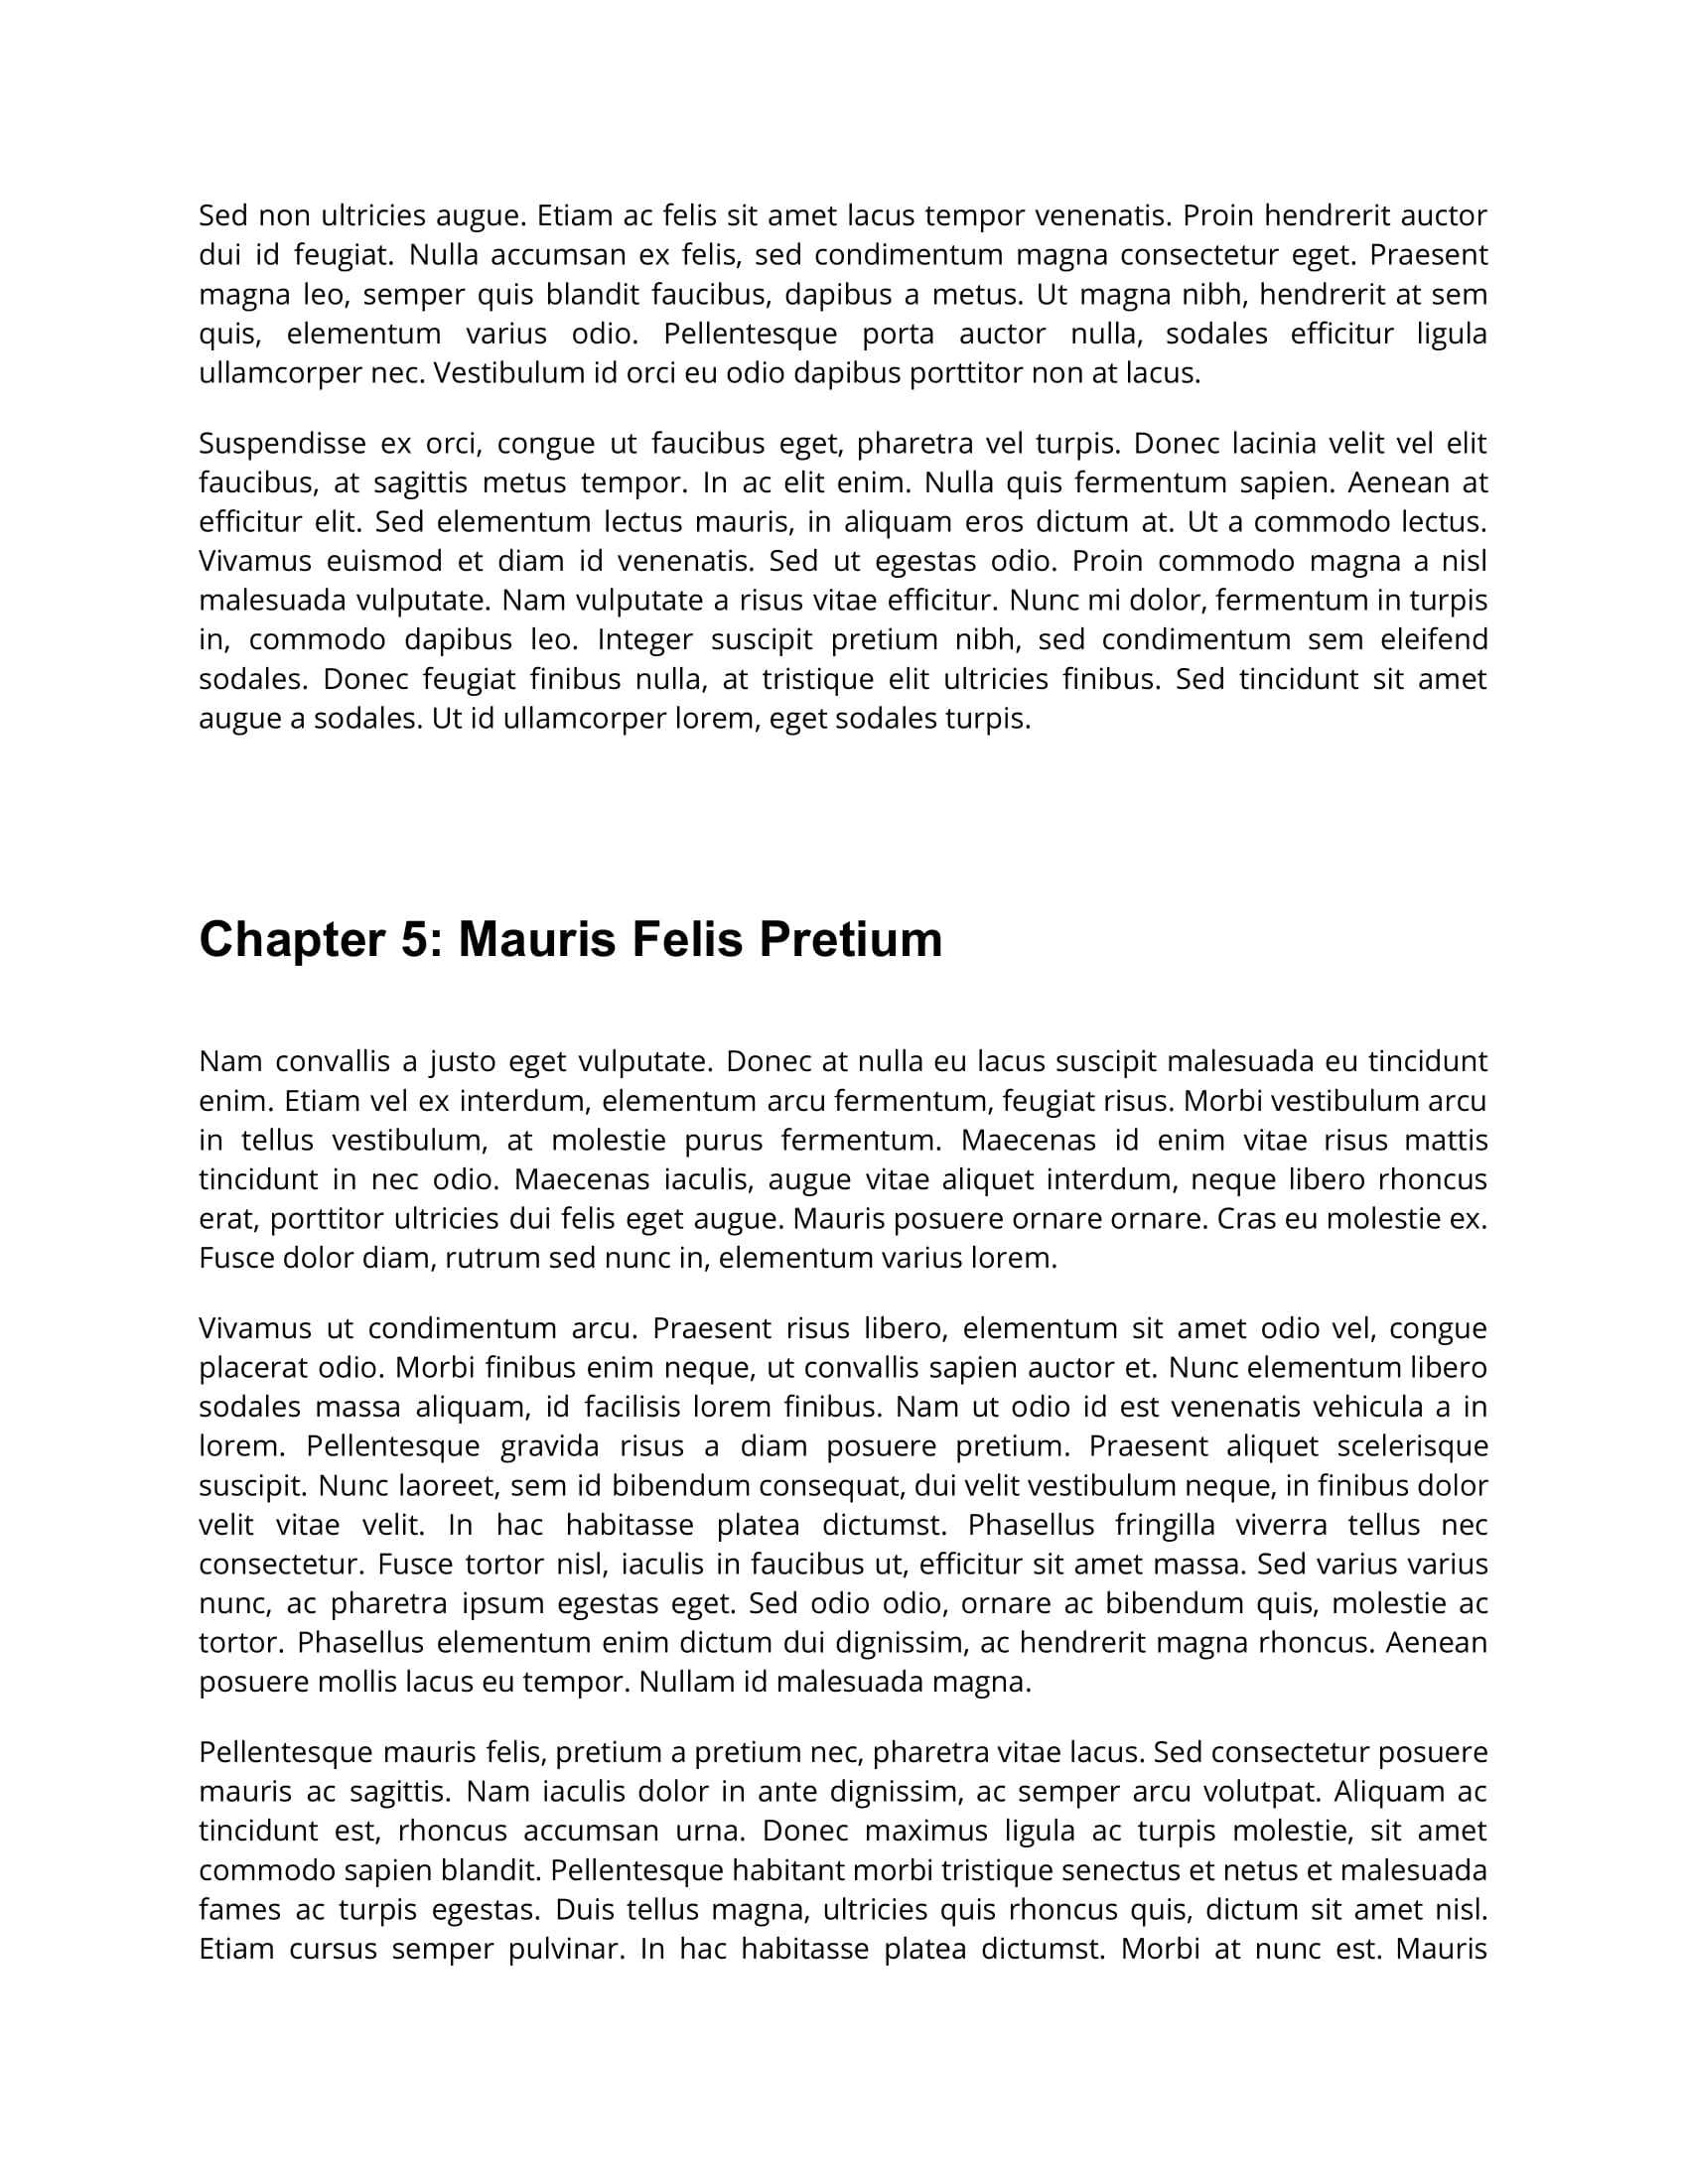 Sed non ultricies augue. Etiam ac felis sit amet lacus tempor venenatis. Proin hendrerit auctor
dui id feugiat. Nulla accumsan ex felis, sed condimentum magna consectetur eget. Praesent
magna leo, semper quis blandit faucibus, dapibus a metus. Ut magna nibh, hendrerit at sem
quis, elementum varius odio. Pellentesque porta auctor nulla, sodales efficitur ligula
ullamcorper nec. Vestibulum id orci eu odio dapibus porttitor non at lacus.
Suspendisse ex orci, congue ut faucibus eget, pharetra vel turpis. Donec lacinia velit vel elit
faucibus, at sagittis metus tempor. In ac elit enim. Nulla quis fermentum sapien. Aenean at
efficitur elit. Sed elementum lectus mauris, in aliquam eros dictum at. Ut a commodo lectus.
Vivamus euismod et diam id venenatis. Sed ut egestas odio. Proin commodo magna a nisl
malesuada vulputate. Nam vulputate a risus vitae efficitur. Nunc mi dolor, fermentum in turpis
in, commodo dapibus leo. Integer suscipit pretium nibh, sed condimentum sem eleifend
sodales. Donec feugiat finibus nulla, at tristique elit ultricies finibus. Sed tincidunt sit amet
augue a sodales. Ut id ullamcorper lorem, eget sodales turpis.
Chapter 5: Mauris Felis Pretium
Nam convallis a justo eget vulputate. Donec at nulla eu lacus suscipit malesuada eu tincidunt
enim. Etiam vel ex interdum, elementum arcu fermentum, feugiat risus. Morbi vestibulum arcu
in tellus vestibulum, at molestie purus fermentum. Maecenas id enim vitae risus mattis
tincidunt in nec odio. Maecenas iaculis, augue vitae aliquet interdum, neque libero rhoncus
erat, porttitor ultricies dui felis eget augue. Mauris posuere ornare ornare. Cras eu molestie ex.
Fusce dolor diam, rutrum sed nunc in, elementum varius lorem.
Vivamus ut condimentum arcu. Praesent risus libero, elementum sit amet odio vel, congue
placerat odio. Morbi finibus enim neque, ut convallis sapien auctor et. Nunc elementum libero
sodales massa aliquam, id facilisis lorem finibus. Nam ut odio id est venenatis vehicula a in
lorem. Pellentesque gravida risus a diam posuere pretium. Praesent aliquet scelerisque
suscipit. Nunc laoreet, sem id bibendum consequat, dui velit vestibulum neque, in finibus dolor
velit vitae velit. In hac habitasse platea dictumst. Phasellus fringilla viverra tellus nec
consectetur. Fusce tortor nisl, iaculis in faucibus ut, efficitur sit amet massa. Sed varius varius
nunc, ac pharetra ipsum egestas eget. Sed odio odio, ornare ac bibendum quis, molestie ac
tortor. Phasellus elementum enim dictum dui dignissim, ac hendrerit magna rhoncus. Aenean
posuere mollis lacus eu tempor. Nullam id malesuada magna.
Pellentesque mauris felis, pretium a pretium nec, pharetra vitae lacus. Sed consectetur posuere
mauris ac sagittis. Nam iaculis dolor in ante dignissim, ac semper arcu volutpat. Aliquam ac
tincidunt est, rhoncus accumsan urna. Donec maximus ligula ac turpis molestie, sit amet
commodo sapien blandit. Pellentesque habitant morbi tristique senectus et netus et malesuada
fames ac turpis egestas. Duis tellus magna, ultricies quis rhoncus quis, dictum sit amet nisl.
Etiam cursus semper pulvinar. In hac habitasse platea dictumst. Morbi at nunc est. Mauris